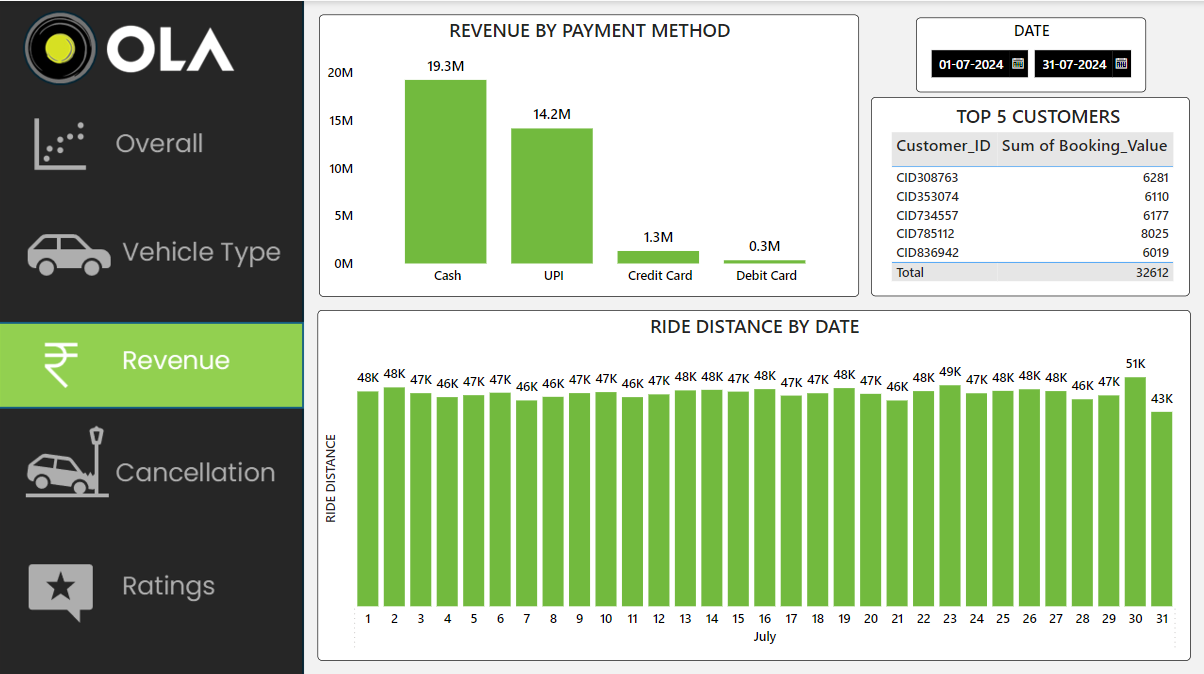 OLA
Overall
Vehicle Type
₹ Revenue
Cancellation
Ratings
REVENUE BY PAYMENT METHOD
20M
15M
10M
5M
0M
19.3M
14.2M
1.3M
0.3M
Cash UPI Credit Card Debit Card
DATE
01-07-2024 31-07-2024
TOP 5 CUSTOMERS
Customer_ID Sum of Booking_Value
CID308763 6281
CID353074 6110
CID734557 6177
CID785112 8025
CID836942 6019
Total 32612
RIDE DISTANCE BY DATE
RIDE DISTANCE
48K 48K 47K 46K 47K 47K 46K 46K 47K 47K 46K 47K 48K 48K 47K 48K 47K 47K 48K 47K 46K 48K 49K 47K 48K 48K 48K 46K 47K 51K 43K
1 2 3 4 5 6 7 8 9 10 11 12 13 14 15 16 17 18 19 20 21 22 23 24 25 26 27 28 29 30 31
July